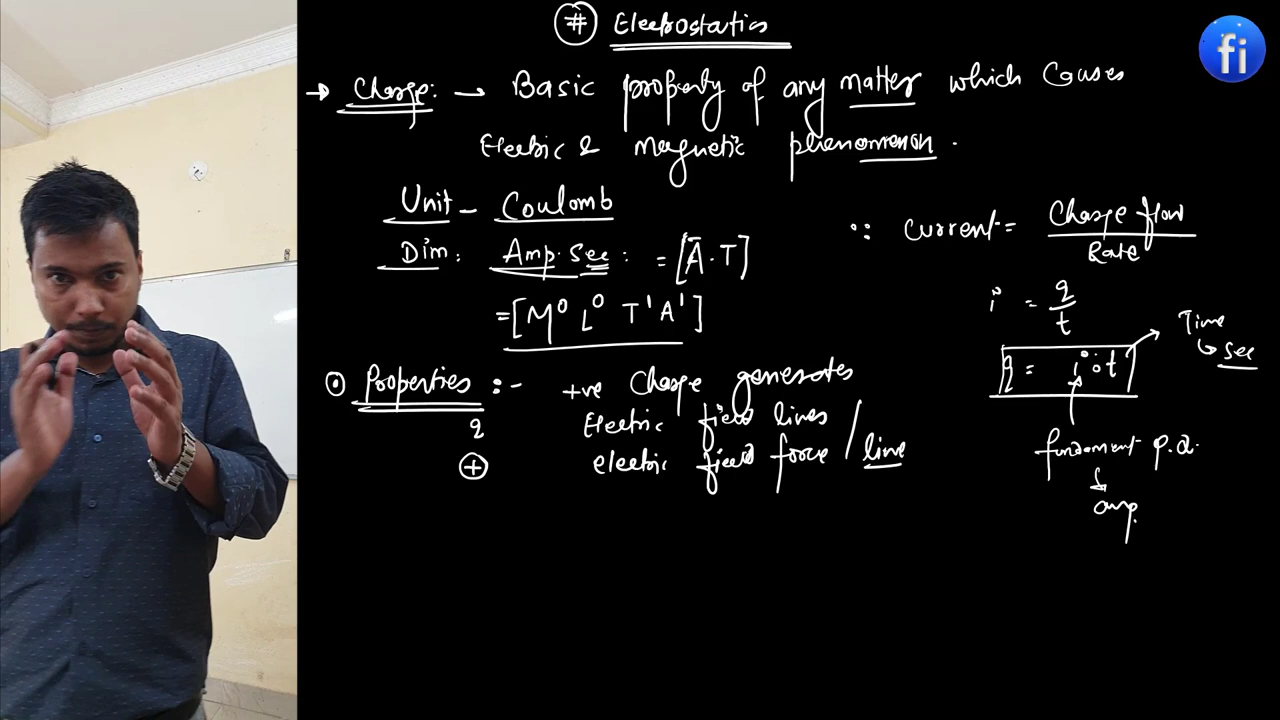 # Electrostatics
fi
→ Charge: → Basic property of any matter which Causes
Electric & Magnetic phenomenon.
Unit - Coulomb
Dim: Amp. Sec: = [A·T]
= [M⁰ L⁰ T¹ A¹]
∵ Current = Charge flow / Rate
i = q/t
q = i·t
Time
↳ sec
fundament p.q.
↳ amp.
⊙ Properties :- +ve Charge generates
Electric field lines
electric field force / line
q
+